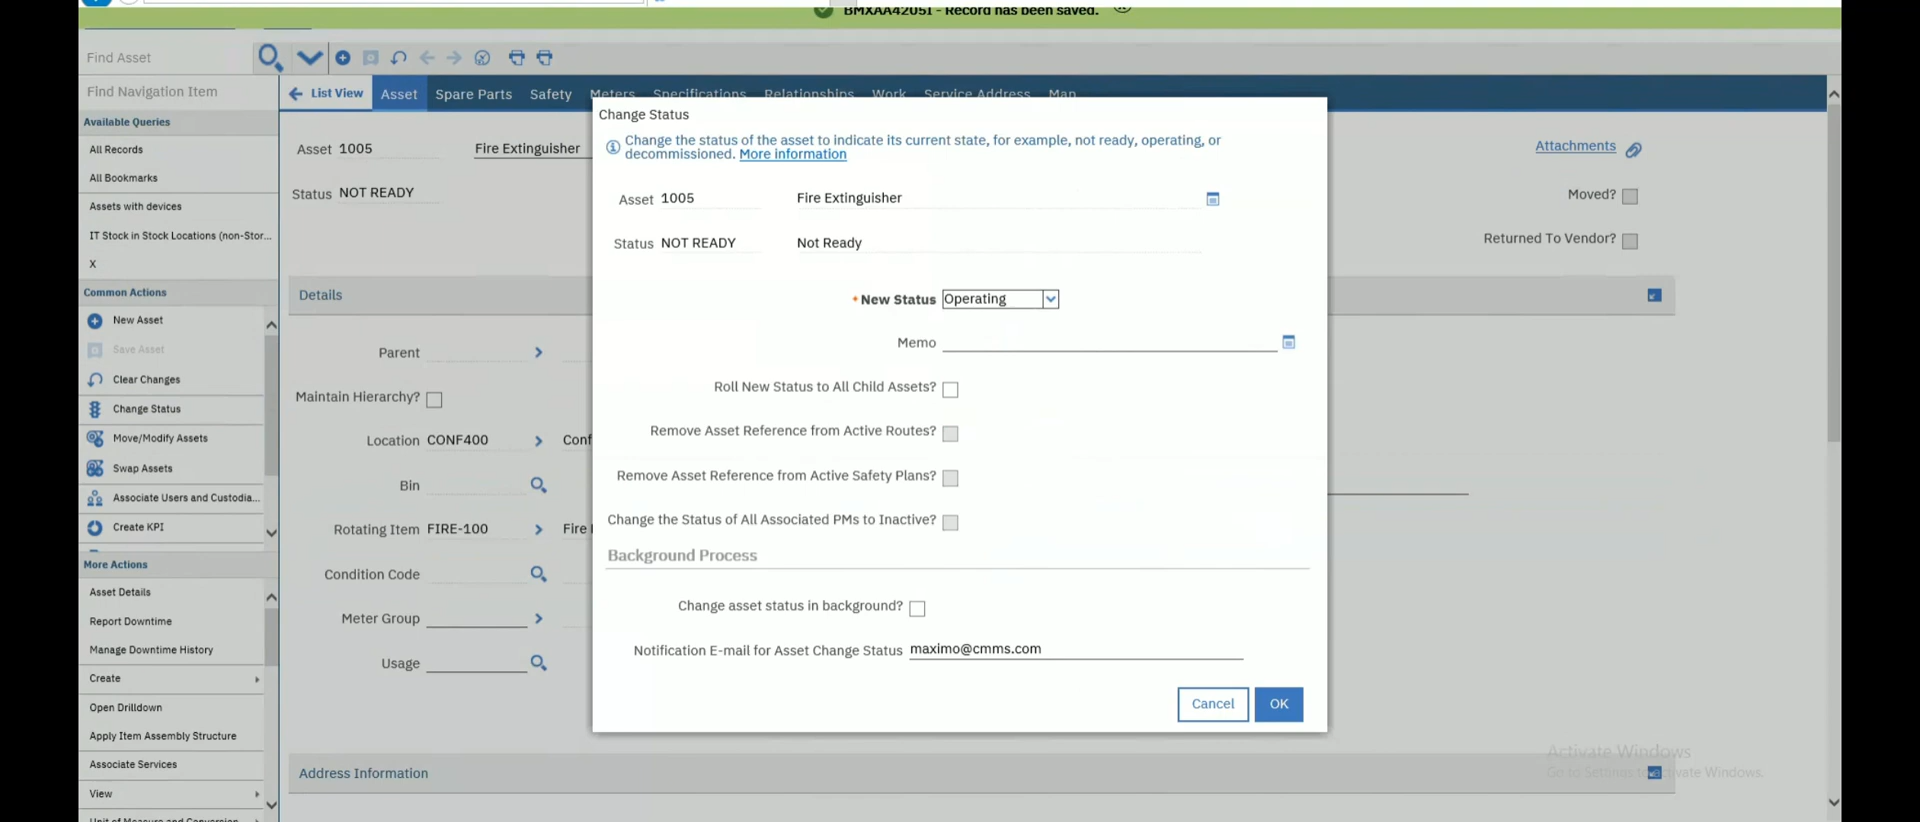 BMXAA4205I - Record has been saved.
Find Asset
Find Navigation Item
List View
Asset
Spare Parts
Safety
Meters
Specifications
Relationships
Work
Service Address
Map
Available Queries
All Records
All Bookmarks
Assets with devices
IT Stock in Stock Locations (non-Stor...
X
Common Actions
New Asset
Save Asset
Clear Changes
Change Status
Move/Modify Assets
Swap Assets
Associate Users and Custodia...
Create KPI
More Actions
Asset Details
Report Downtime
Manage Downtime History
Create
Open Drilldown
Apply Item Assembly Structure
Associate Services
View
Unit of Measure and Conversion
Asset 1005 Fire Extinguisher
Status NOT READY
Attachments
Moved?
Returned To Vendor?
Details
Parent
Maintain Hierarchy?
Location CONF400 Conf
Bin
Rotating Item FIRE-100 Fire
Condition Code
Meter Group
Usage
Address Information
Change Status
Change the status of the asset to indicate its current state, for example, not ready, operating, or
decommissioned. More information
Asset 1005 Fire Extinguisher
Status NOT READY Not Ready
* New Status Operating
Memo
Roll New Status to All Child Assets?
Remove Asset Reference from Active Routes?
Remove Asset Reference from Active Safety Plans?
Change the Status of All Associated PMs to Inactive?
Background Process
Change asset status in background?
Notification E-mail for Asset Change Status maximo@cmms.com
Cancel
OK
Activate Windows
Go to Settings to activate Windows.